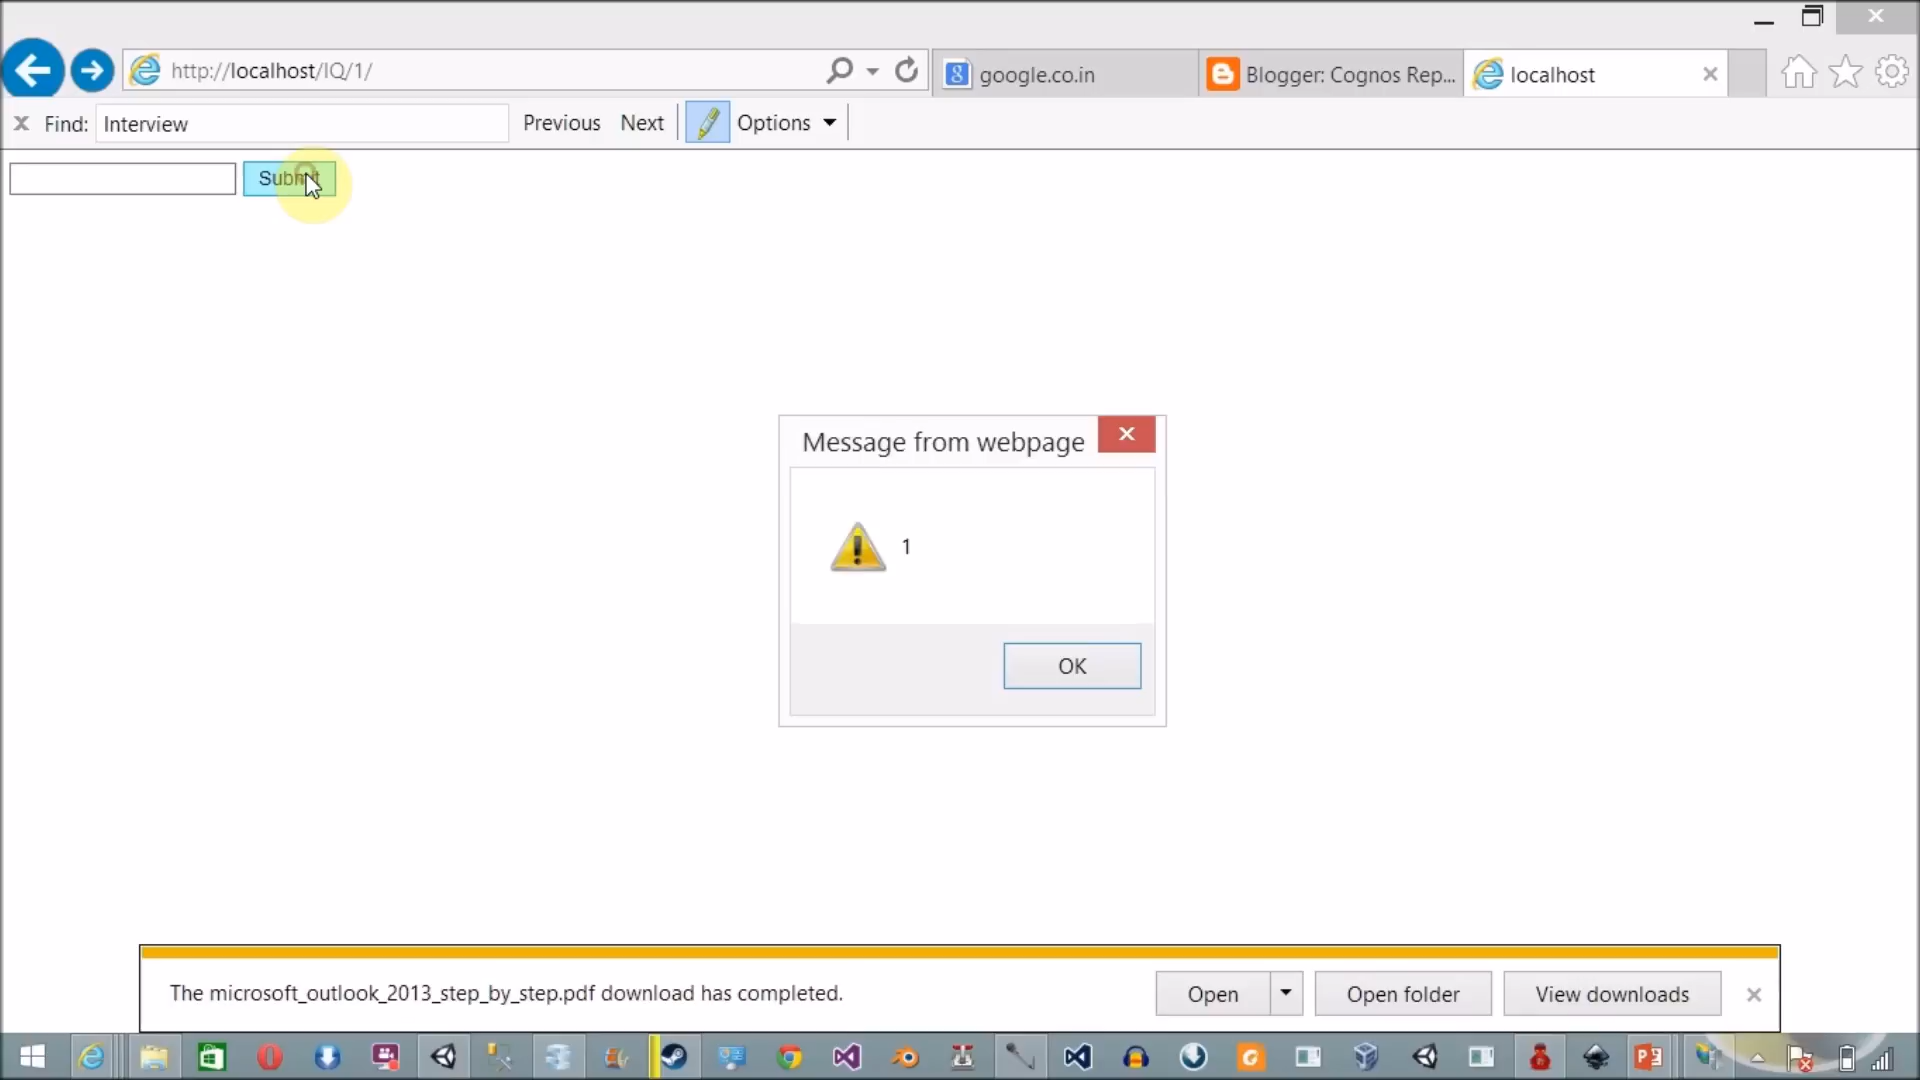 http://localhost/IQ/1/
google.co.in
Blogger: Cognos Rep...
localhost
Find: Interview
Previous Next Options
Submit
Message from webpage
1
OK
The microsoft_outlook_2013_step_by_step.pdf download has completed.
Open
Open folder
View downloads